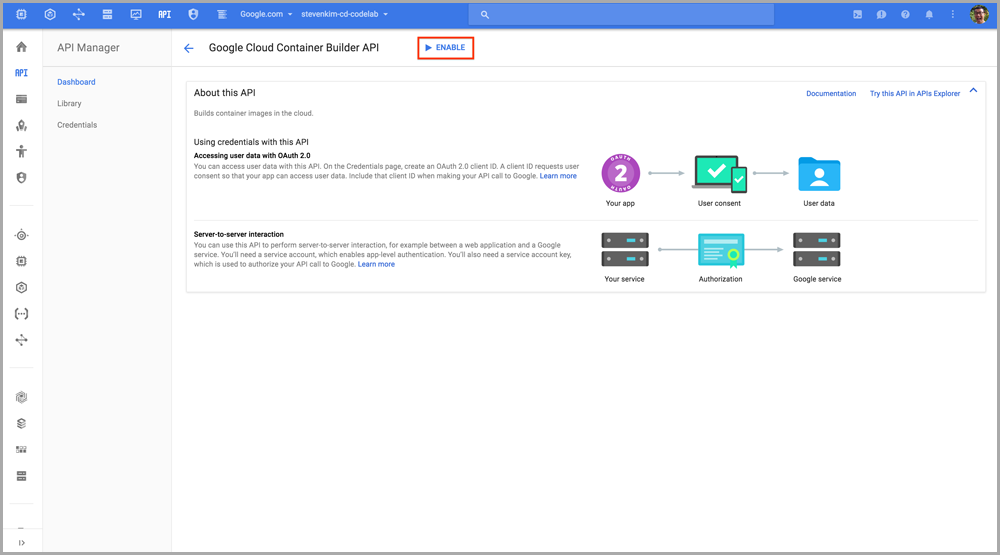 API
Google.com
stevenkim-cd-codelab
API
API Manager
Google Cloud Container Builder API
ENABLE
Dashboard
Library
Credentials
About this API
Documentation
Try this API in APIs Explorer
Builds container images in the cloud.
Using credentials with this API
Accessing user data with OAuth 2.0
You can access user data with this API. On the Credentials page, create an OAuth 2.0 client ID. A client ID requests user
consent so that your app can access user data. Include that client ID when making your API call to Google. Learn more
OAUTH
2
OAUTH
Your app
User consent
User data
Server-to-server interaction
You can use this API to perform server-to-server interaction, for example between a web application and a Google
service. You'll need a service account, which enables app-level authentication. You'll also need a service account key,
which is used to authorize your API call to Google. Learn more
Your service
Authorization
Google service